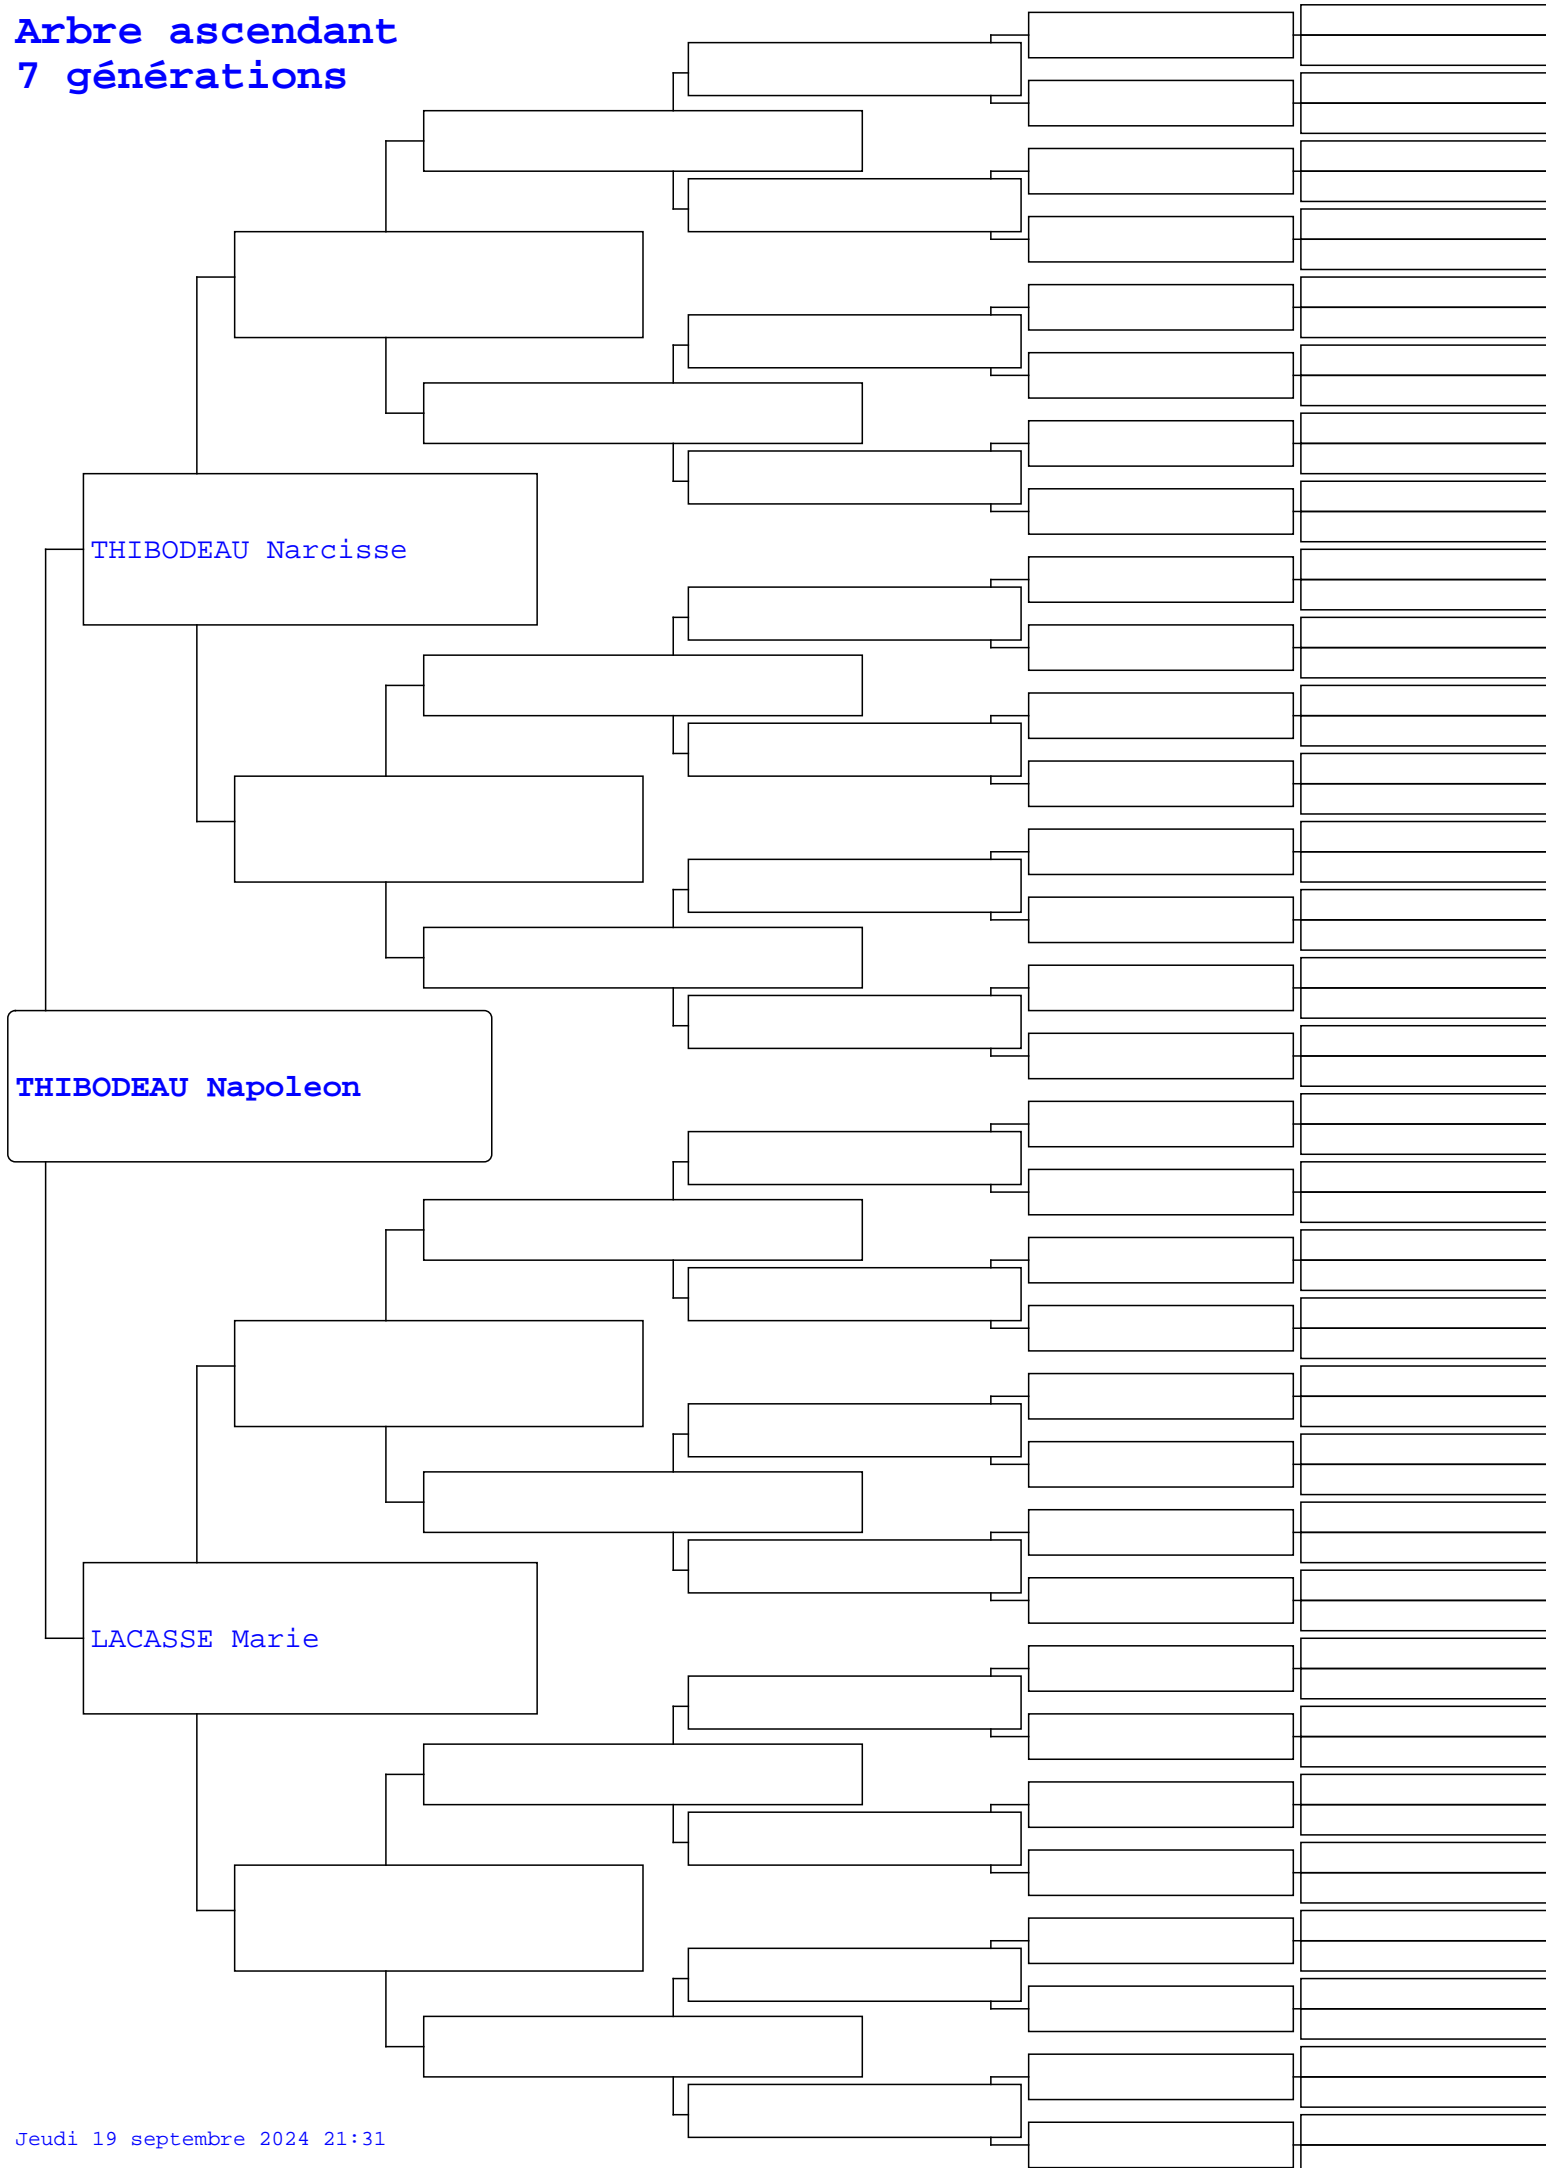 Arbre ascendant
7 générations
THIBODEAU Narcisse
THIBODEAU Napoleon
LACASSE Marie
Jeudi 19 septembre 2024 21:31